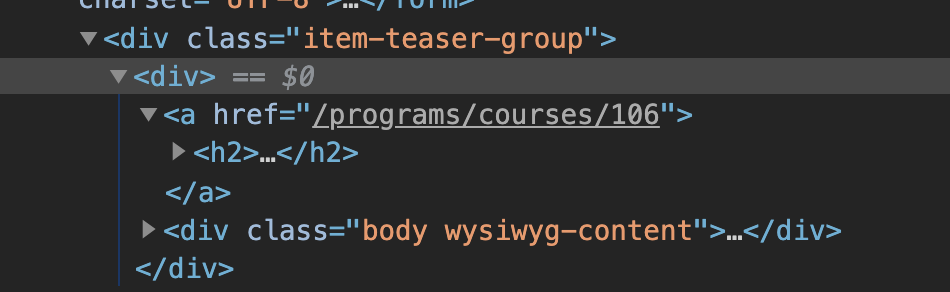 charset="UTF-8">…</form>
▼<div class="item-teaser-group">
▼<div> == $0
▼<a href="/programs/courses/106">
▶<h2>…</h2>
</a>
▶<div class="body wysiwyg-content">…</div>
</div>